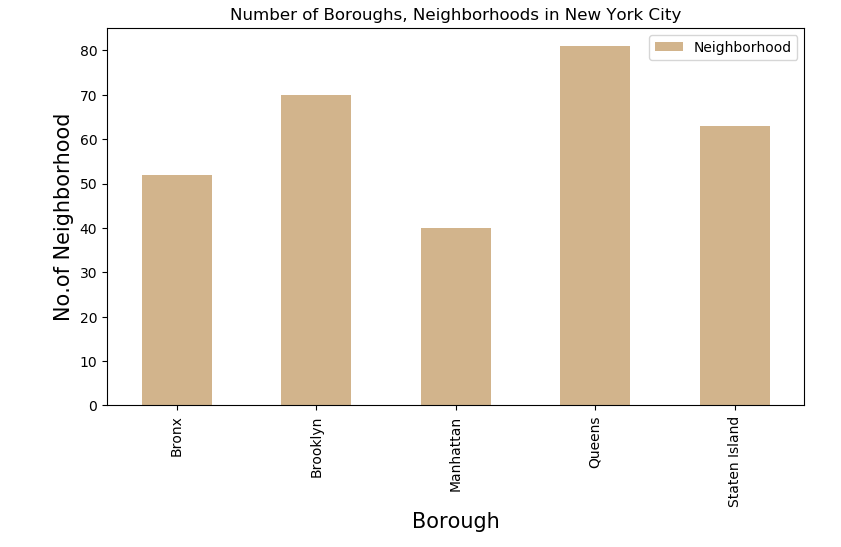 Number of Boroughs, Neighborhoods in New York City
Neighborhood
No.of Neighborhood
80
70
60
50
40
30
20
10
0
Bronx
Brooklyn
Manhattan
Queens
Staten Island
Borough